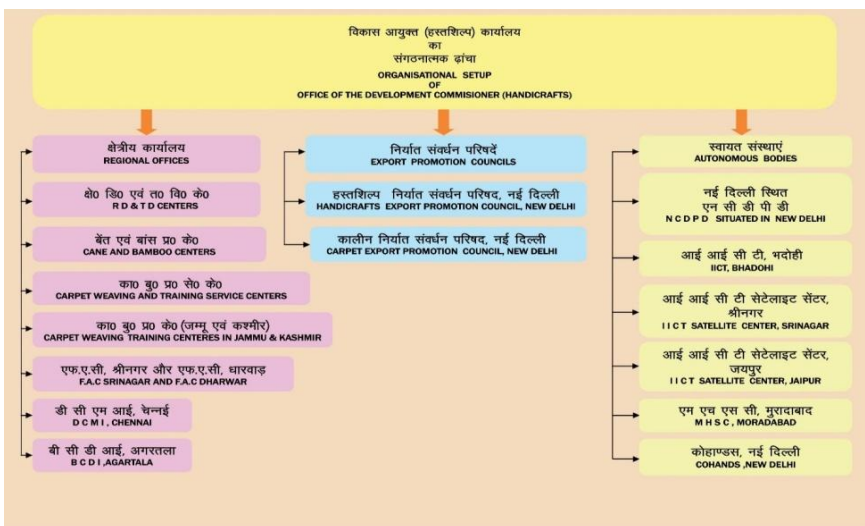 विकास आयुक्त (हस्तशिल्प) कार्यालय
का
संगठनात्मक ढ़ांचा
ORGANISATIONAL SETUP
OF
OFFICE OF THE DEVELOPMENT COMMISIONER (HANDICRAFTS)
क्षेत्रीय कार्यालय
REGIONAL OFFICES
क्षे0 डि0 एवं त0 वि0 के0
R D & T D CENTERS
बेंत एवं बांस प्र0 के0
CANE AND BAMBOO CENTERS
का0 बु0 प्र0 से0 के0
CARPET WEAVING AND TRAINING SERVICE CENTERS
का0 बु0 प्र0 के0 (जम्मू एवं कश्मीर)
CARPET WEAVING TRAINING CENTERES IN JAMMU & KASHMIR
एफ.ए.सी, श्रीनगर और एफ.ए.सी, धारवाड़
F.A.C SRINAGAR AND F.A.C DHARWAR
डी सी एम आई, चेन्नई
D C M I , CHENNAI
बी सी डी आई, अगरतला
B C D I ,AGARTALA
निर्यात संवर्धन परिषदें
EXPORT PROMOTION COUNCILS
हस्तशिल्प निर्यात संवर्धन परिषद, नई दिल्ली
HANDICRAFTS EXPORT PROMOTION COUNCIL, NEW DELHI
कालीन निर्यात संवर्धन परिषद, नई दिल्ली
CARPET EXPORT PROMOTION COUNCIL, NEW DELHI
स्वायत संस्थाएं
AUTONOMOUS BODIES
नई दिल्ली स्थित
एन सी डी पी डी
N C D P D SITUATED IN NEW DELHI
आई आई सी टी, भदोही
IICT, BHADOHI
आई आई सी टी सेटेलाइट सेंटर,
श्रीनगर
I I C T SATELLITE CENTER, SRINAGAR
आई आई सी टी सेटेलाइट सेंटर,
जयपुर
I I C T SATELLITE CENTER, JAIPUR
एम एच एस सी, मुरादाबाद
M H S C , MORADABAD
कोहाण्डस, नई दिल्ली
COHANDS ,NEW DELHI